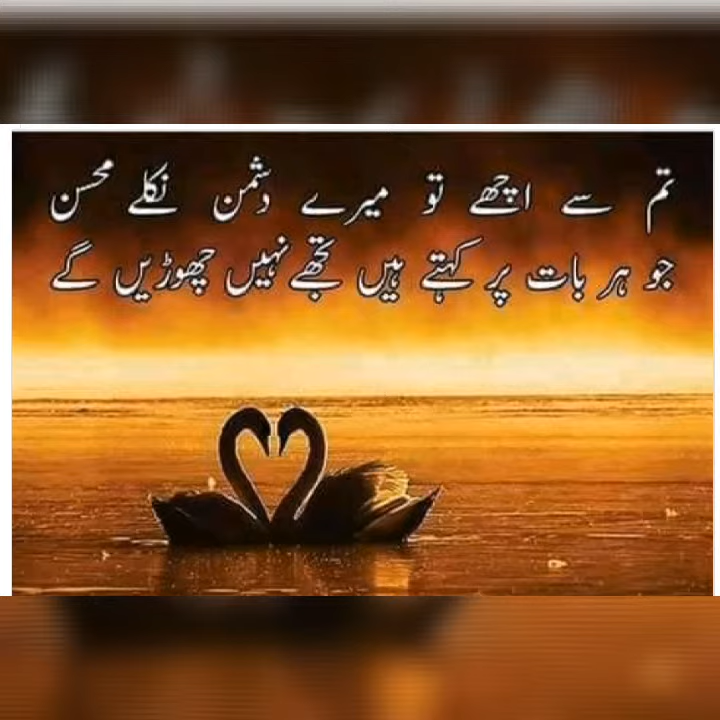 تم سے اچھے تو میرے دشمن نکلے محسن
جو ہر بات پر کہتے ہیں تجھے نہیں چھوڑیں گے